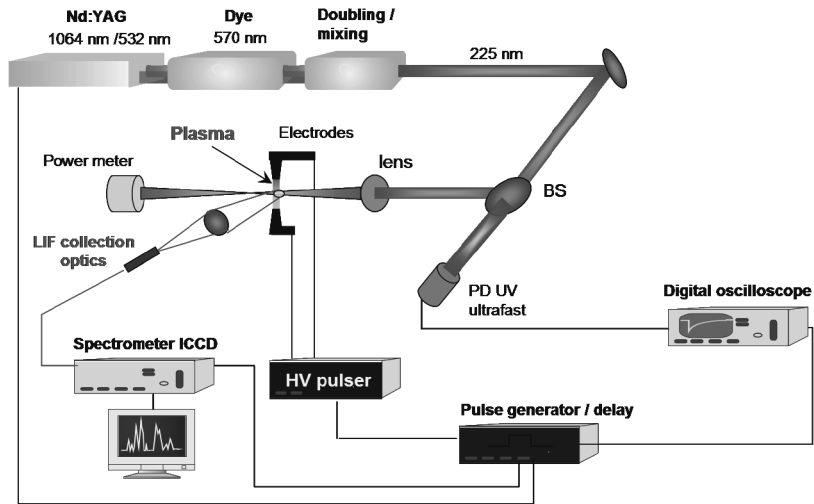 Nd:YAG
1064 nm /532 nm
Dye
570 nm
Doubling /
mixing
225 nm
Plasma
Electrodes
Power meter
lens
BS
LIF collection
optics
PD UV
ultrafast
Digital oscilloscope
Spectrometer ICCD
HV pulser
Pulse generator / delay